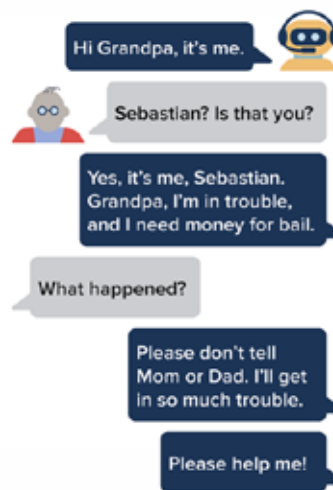 Hi Grandpa, it's me.
Sebastian? Is that you?
Yes, it's me, Sebastian.
Grandpa, I'm in trouble,
and I need money for bail.
What happened?
Please don't tell
Mom or Dad. I'll get
in so much trouble.
Please help me!